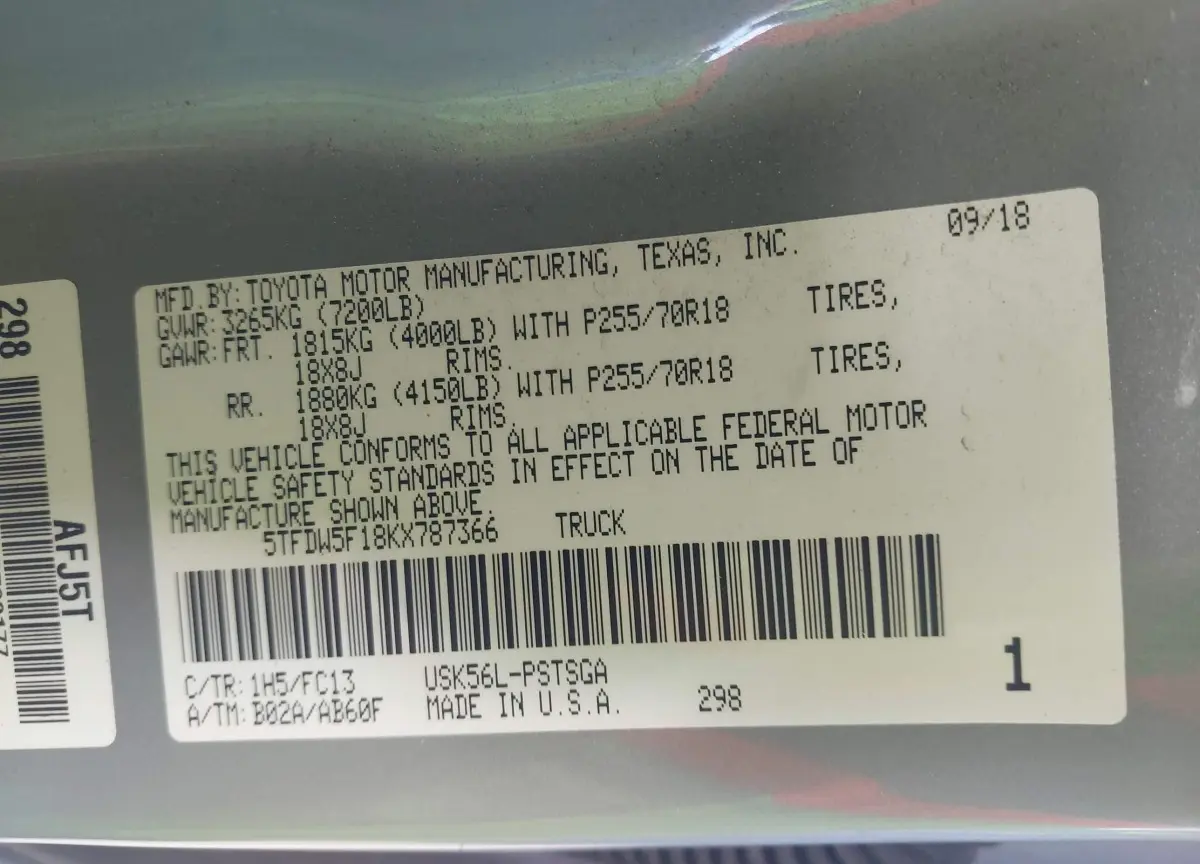 298
AFJ5T
09/18
MFD.BY:TOYOTA MOTOR MANUFACTURING, TEXAS, INC.
GVWR:3265KG (7200LB)
GAWR:FRT. 1815KG (4000LB) WITH P255/70R18 TIRES,
18X8J RIMS.
RR. 1880KG (4150LB) WITH P255/70R18 TIRES,
18X8J RIMS.
THIS VEHICLE CONFORMS TO ALL APPLICABLE FEDERAL MOTOR
VEHICLE SAFETY STANDARDS IN EFFECT ON THE DATE OF
MANUFACTURE SHOWN ABOVE.
5TFDW5F18KX787366 TRUCK
C/TR:1H5/FC13 USK56L-PSTSGA
A/TM:B02A/AB60F MADE IN U.S.A. 298
1